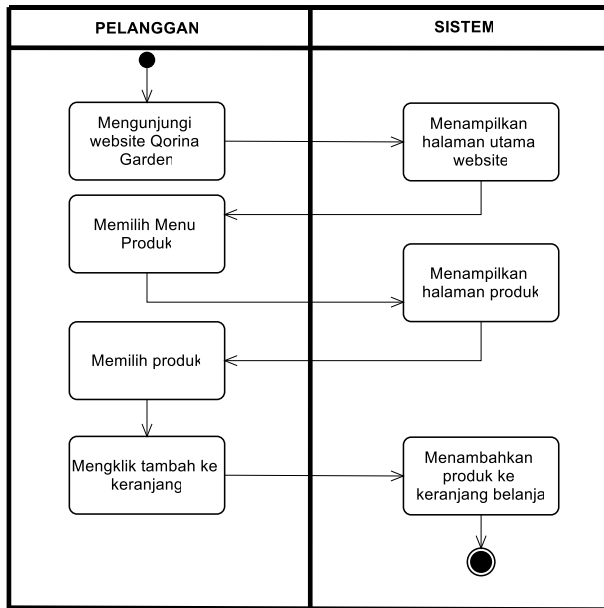 PELANGGAN
SISTEM
Mengunjungi
website Qorina
Garden
Menampilkan
halaman utama
website
Memilih Menu
Produk
Menampilkan
halaman produk
Memilih produk
Mengklik tambah ke
keranjang
Menambahkan
produk ke
keranjang belanja